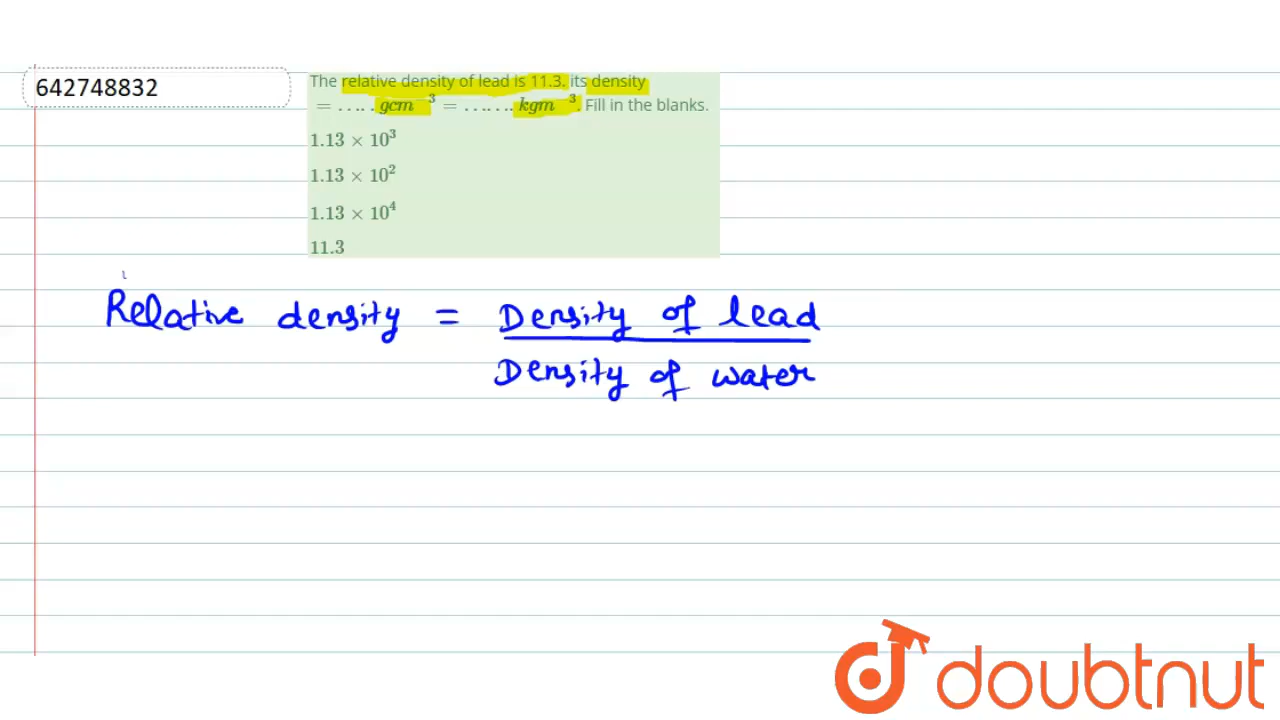 642748832
The relative density of lead is 11.3. its density
= ..... gcm ³ = ....... kgm ³. Fill in the blanks.
1.13 × 10³
1.13 × 10²
1.13 × 10⁴
11.3
Relative density = Density of lead
Density of water
doubtnut